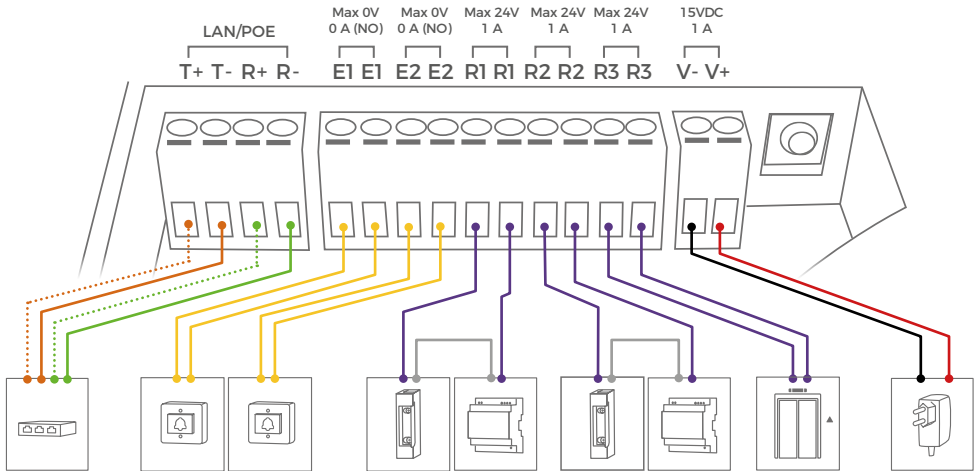 LAN/POE
Max 0V
0 A (NO)
Max 0V
0 A (NO)
Max 24V
1 A
Max 24V
1 A
Max 24V
1 A
15VDC
1 A
T+ T- R+ R- E1 E1 E2 E2 R1 R1 R2 R2 R3 R3 V- V+